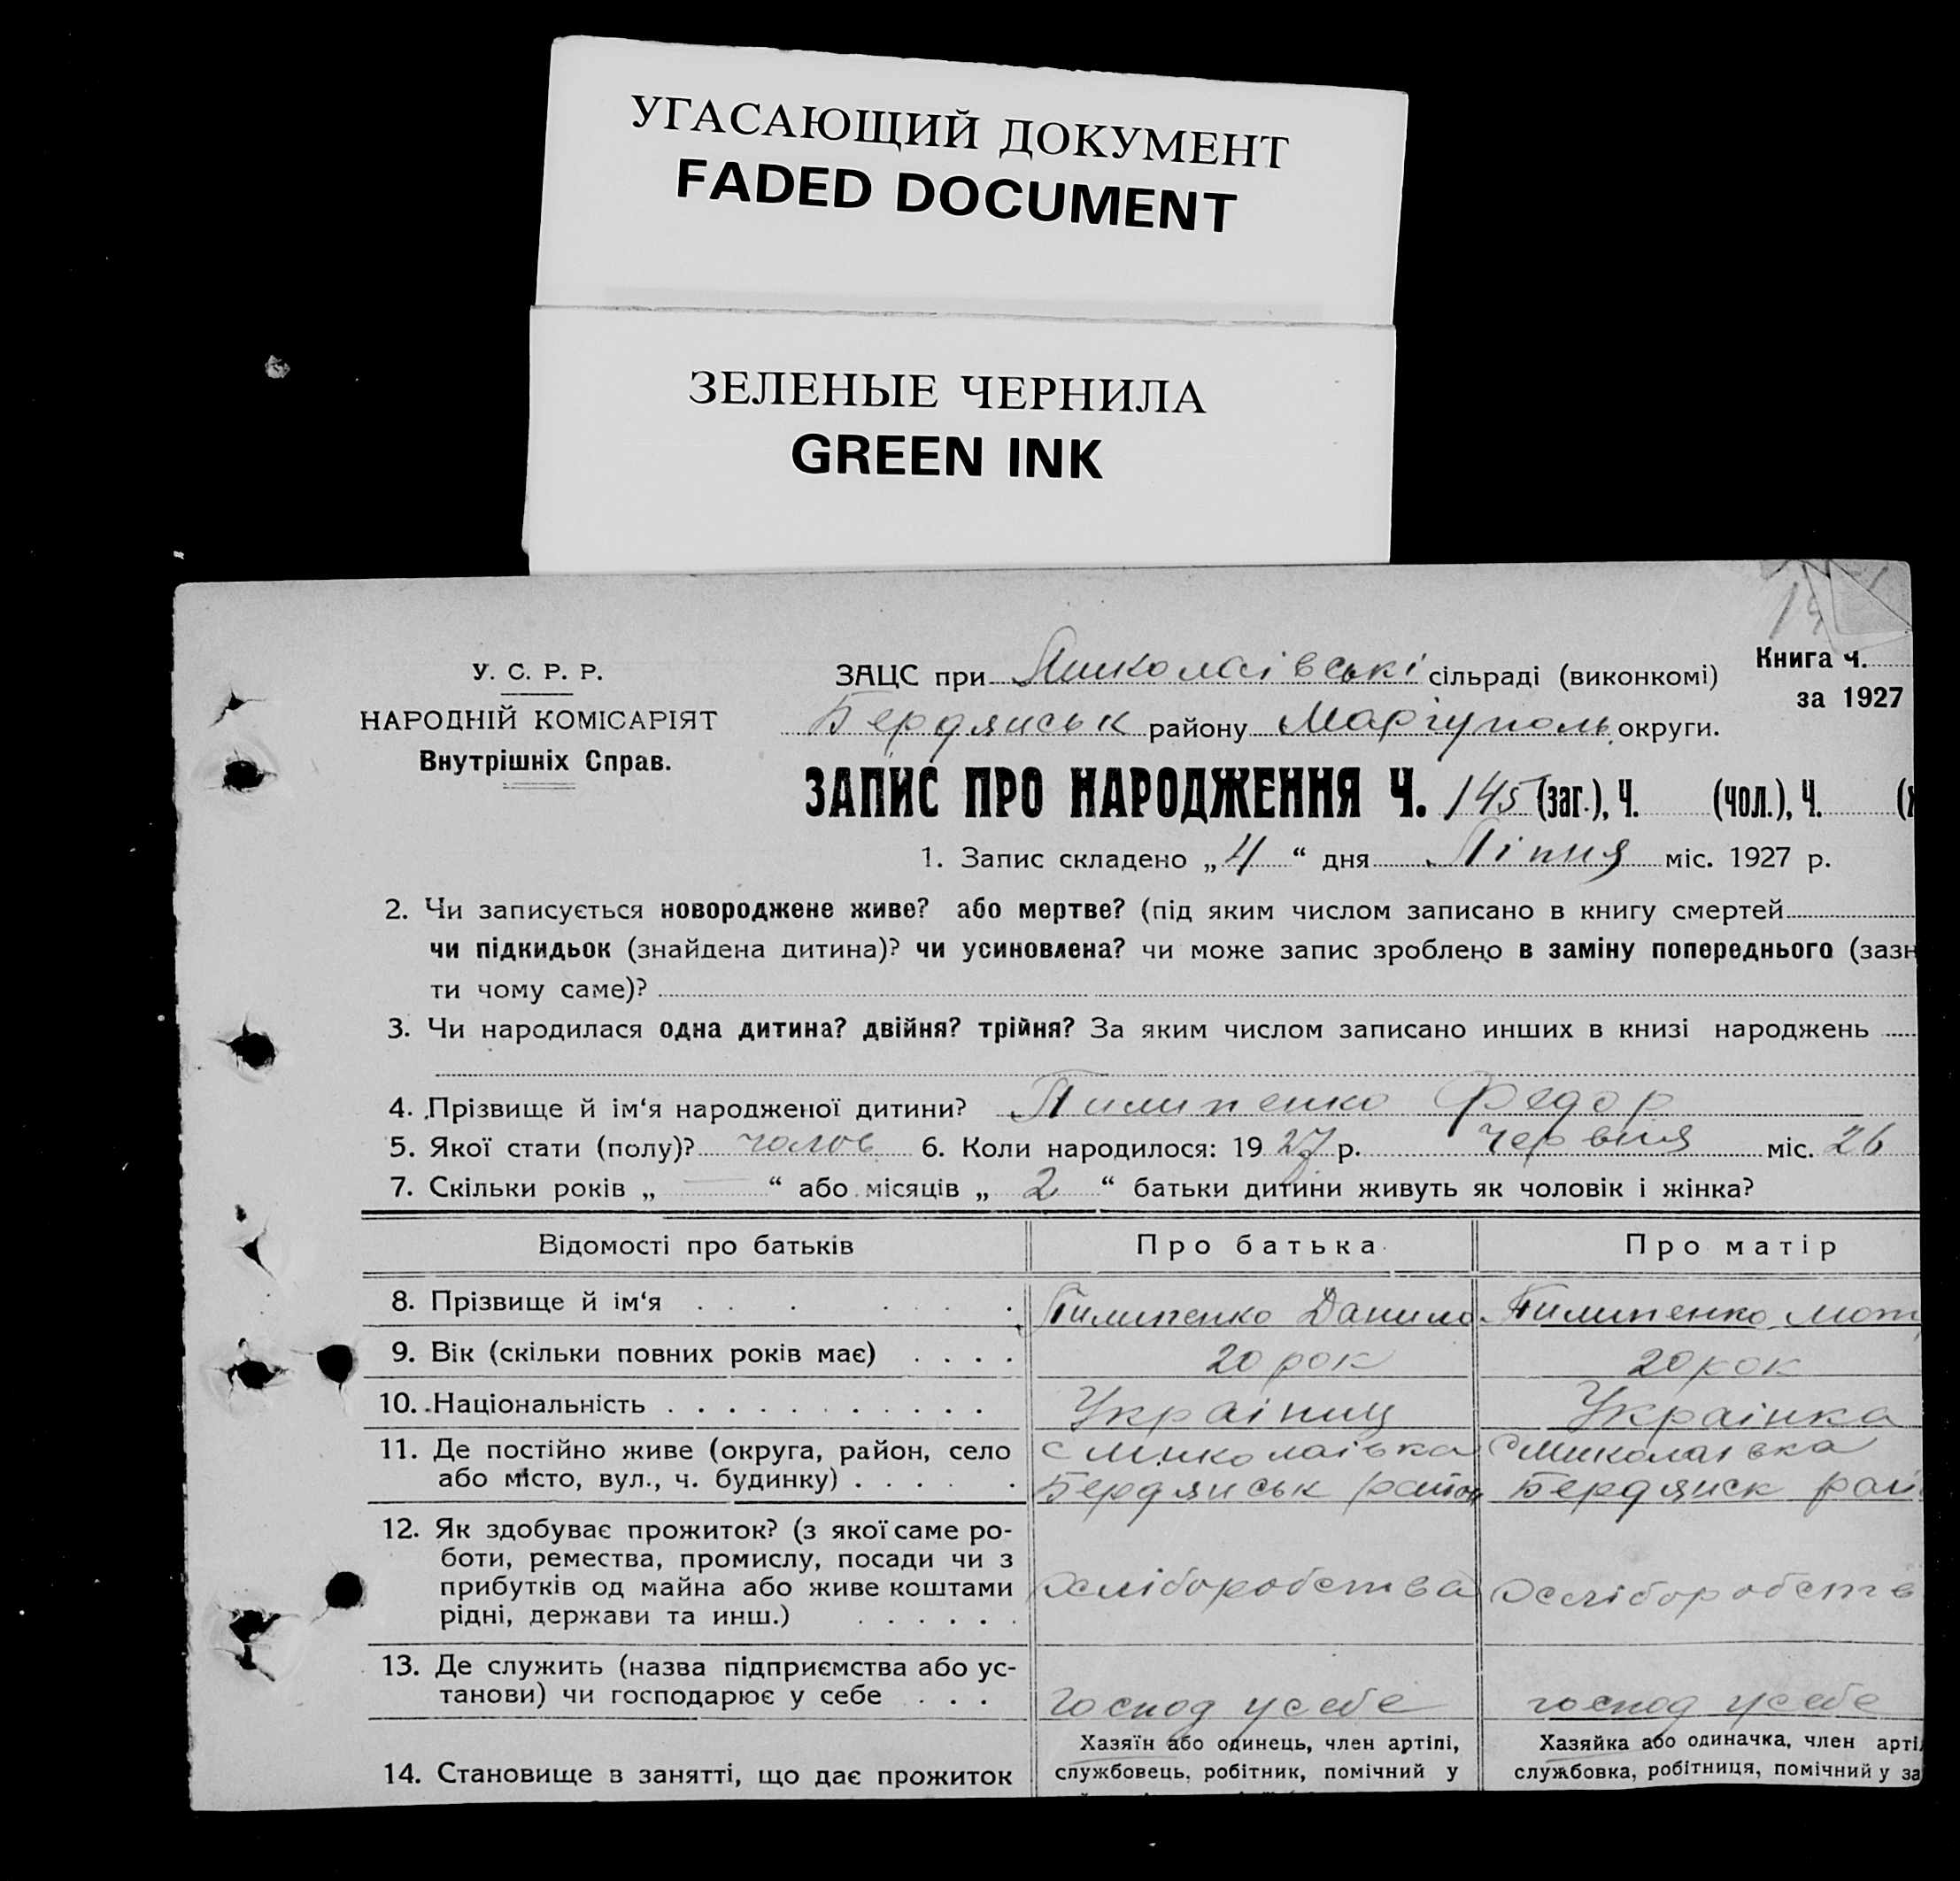 УГАСАЮЩИЙ ДОКУМЕНТ
FADED DOCUMENT
ЗЕЛЕНЫЕ ЧЕРНИЛА
GREEN INK
У. С. Р. Р.
НАРОДНІЙ КОМІСАРІЯТ
Внутрішніх Справ.
ЗАЦС при Миколаівські сільраді (виконкомі)
Книга ч.
за 1927
Бердянськ району Маріуполь округи.
ЗАПИС ПРО НАРОДЖЕННЯ Ч. 145 (заг.), Ч. (чол.), Ч.
1. Запис складено „ 4 “ дня Ліпня міс. 1927 р.
2. Чи записується новороджене живе? або мертве? (під яким числом записано в книгу смертей
чи підкидьок (знайдена дитина)? чи усиновлена? чи може запис зроблено в заміну попереднього (зазн
ти чому саме)?
3. Чи народилася одна дитина? двійня? трійня? За яким числом записано инших в книзі народжень
4. Прізвище й ім‘я народженої дитини? Пилипенко Федор
5. Якої стати (полу)? чолов. 6. Коли народилося: 19 27 р. червня міс. 26
7. Скільки років „ — “ або місяців „ 2 “ батьки дитини живуть як чоловік і жінка?
Відомості про батьків Про батька Про матір
8. Прізвище й ім‘я Пилипенко Данило Пилипенко Мот
9. Вік (скільки повних років має) 20 рок 20 рок
10. Національність Украінец Украінка
11. Де постійно живе (округа, район, село с Миколаівка с Миколаівка
або місто, вул., ч. будинку) Бердянськ район Бердянск рай
12. Як здобуває прожиток? (з якої саме ро-
боти, ремества, промислу, посади чи з
прибутків од майна або живе коштами хліборобства хліборобств
рідні, держави та инш.)
13. Де служить (назва підприємства або ус-
танови) чи господарює у себе господ у себе господ у себе
Хазяїн або одинець, член артілі, Хазяйка або одиначка, член арті
14. Становище в занятті, що дає прожиток службовець, робітник, помічний у службовка, робітниця, помічний у за